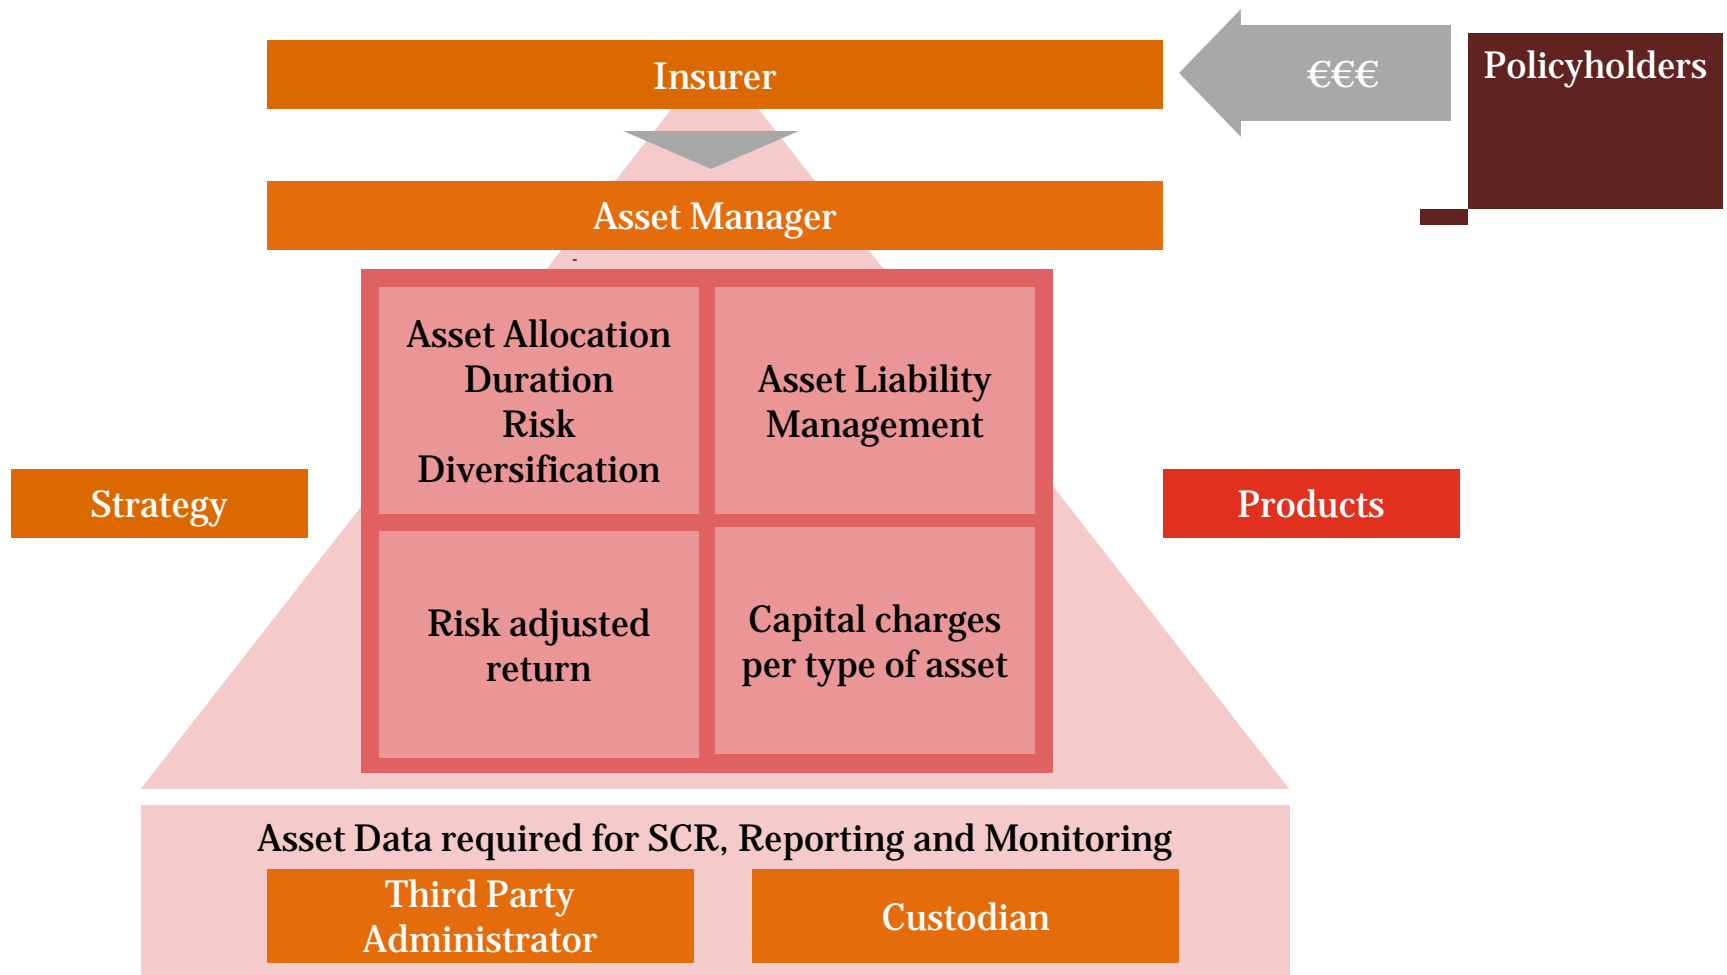 Insurer
€€€
Policyholders
Asset Manager
-
Asset Allocation
Duration
Risk
Diversification
Asset Liability
Management
Strategy
Products
Risk adjusted
return
Capital charges
per type of asset
Asset Data required for SCR, Reporting and Monitoring
Third Party
Administrator
Custodian